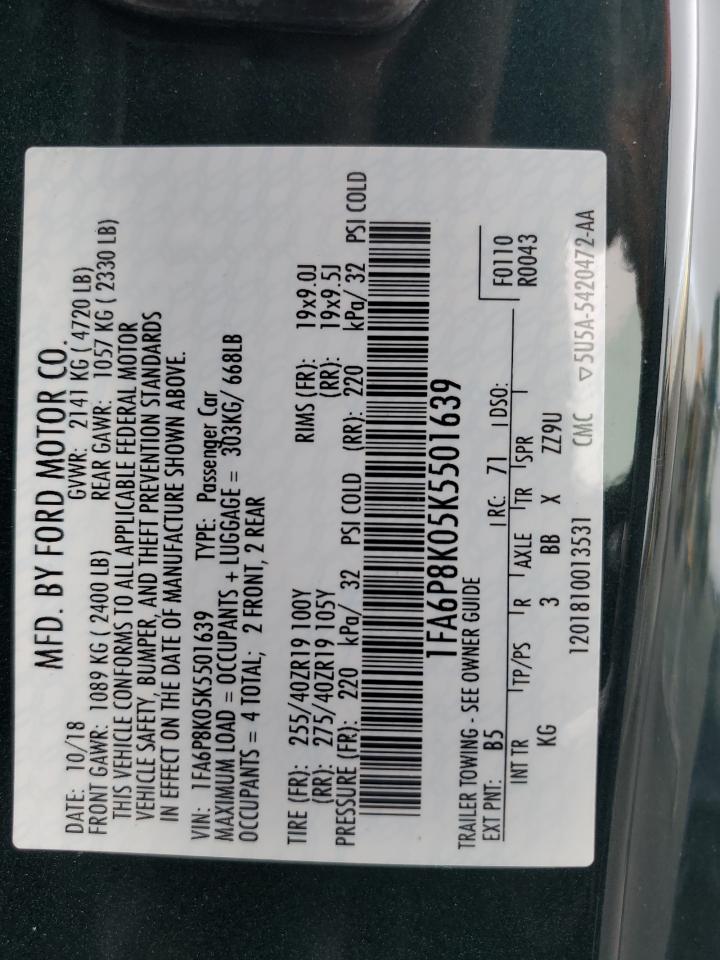 MFD. BY FORD MOTOR CO.
DATE: 10/18 GVWR: 2141 KG ( 4720 LB)
FRONT GAWR: 1089 KG ( 2400 LB) REAR GAWR: 1057 KG ( 2330 LB)
THIS VEHICLE CONFORMS TO ALL APPLICABLE FEDERAL MOTOR
VEHICLE SAFETY, BUMPER, AND THEFT PREVENTION STANDARDS
IN EFFECT ON THE DATE OF MANUFACTURE SHOWN ABOVE.
VIN: 1FA6P8K05K5501639 TYPE: Passenger Car
MAXIMUM LOAD = OCCUPANTS + LUGGAGE = 303KG/ 668LB
OCCUPANTS = 4 TOTAL; 2 FRONT, 2 REAR
TIRE (FR): 255/40ZR19 100Y RIMS (FR): 19x9.0J
(RR): 275/40ZR19 105Y (RR): 19x9.5J
PRESSURE (FR): 220 kPa/ 32 PSI COLD (RR): 220 kPa/ 32 PSI COLD
1FA6P8K05K5501639
TRAILER TOWING - SEE OWNER GUIDE
F0110
EXT PNT: B5 RC: 71 DSO: R0043
INT TR TP/PS R AXLE TR SPR
KG 3 BB X ZZ9U
1201810013531 CMC ▽5U5A-5420472-AA